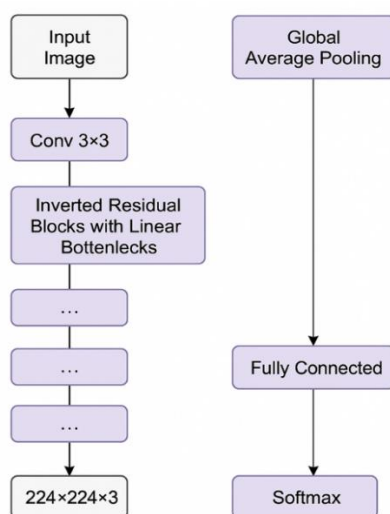 Input
Image
Conv 3×3
Inverted Residual
Blocks with Linear
Bottenlecks
...
...
...
224×224×3
Global
Average Pooling
Fully Connected
Softmax